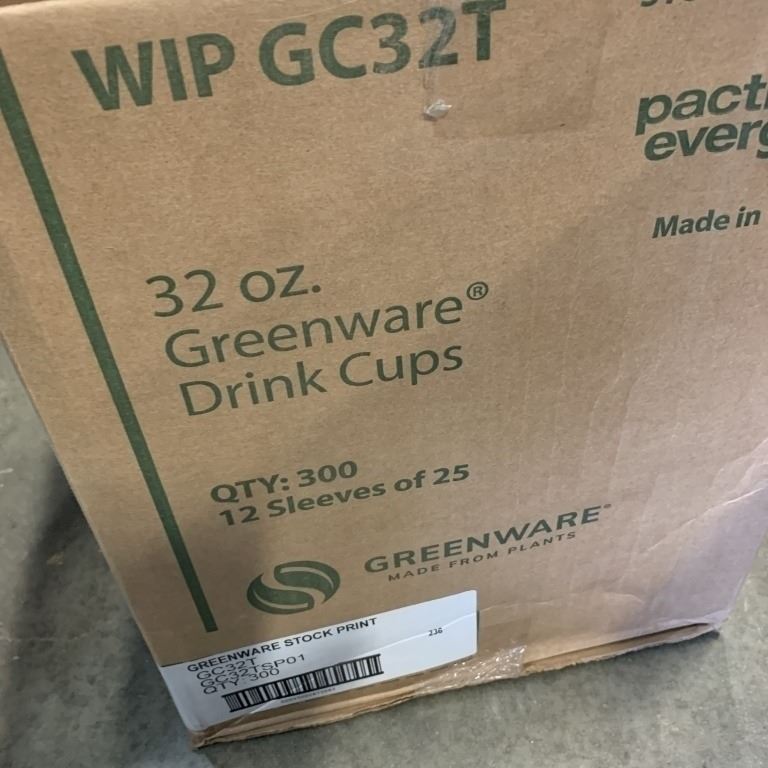 WIP GC32T
pacti
everg
Made in
32 oz.
Greenware®
Drink Cups
QTY: 300
12 Sleeves of 25
GREENWARE®
MADE FROM PLANTS
GREENWARE STOCK PRINT
236
GC32T
GC32TSP01
QTY: 300